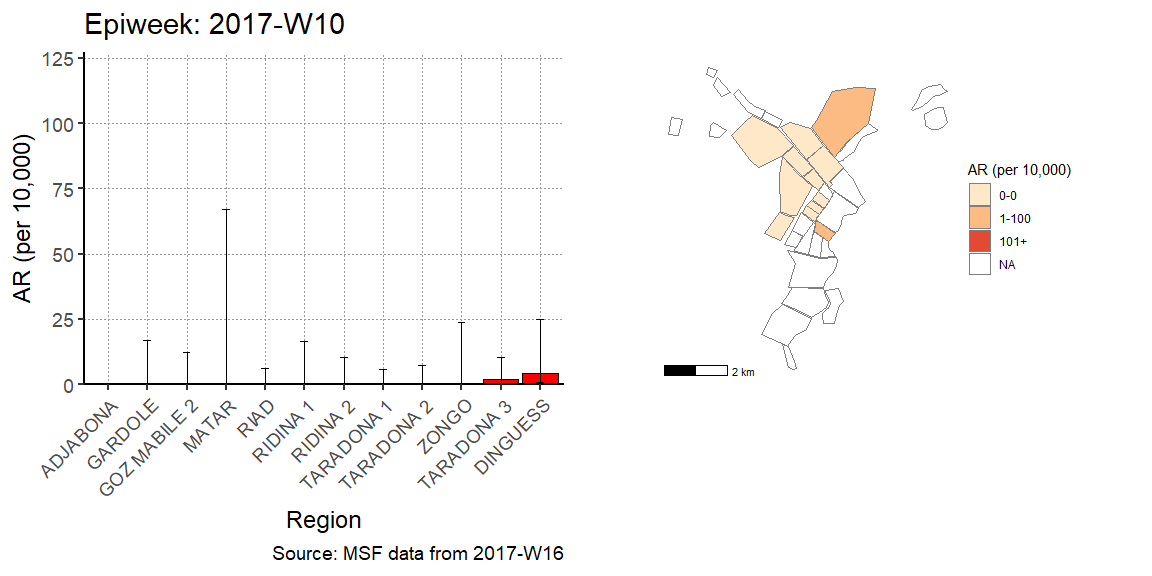 Epiweek: 2017-W10
AR (per 10,000)
125
100
75
50
25
0
ADJABONA
GARDOLE
GOZ MABILE 2
MATAR
RIAD
RIDINA 1
RIDINA 2
TARADONA 1
TARADONA 2
ZONGO
TARADONA 3
DINGUESS
Region
Source: MSF data from 2017-W16
AR (per 10,000)
0-0
1-100
101+
NA
2 km